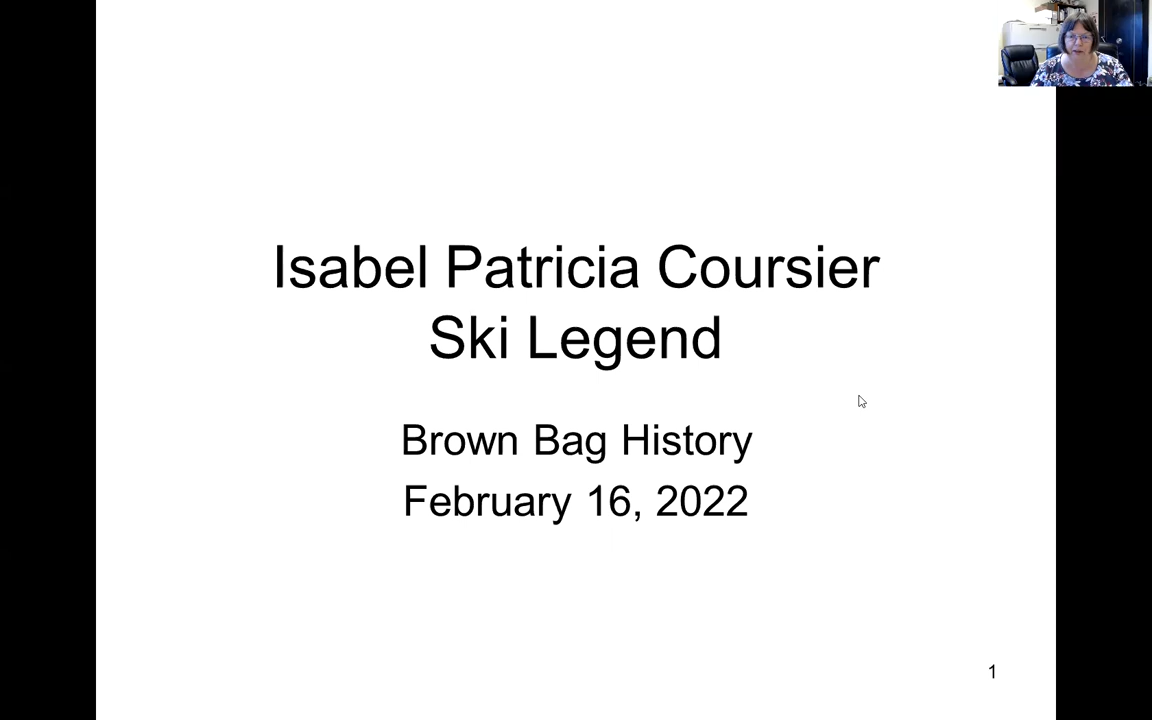 Isabel Patricia Coursier
Ski Legend
Brown Bag History
February 16, 2022
1